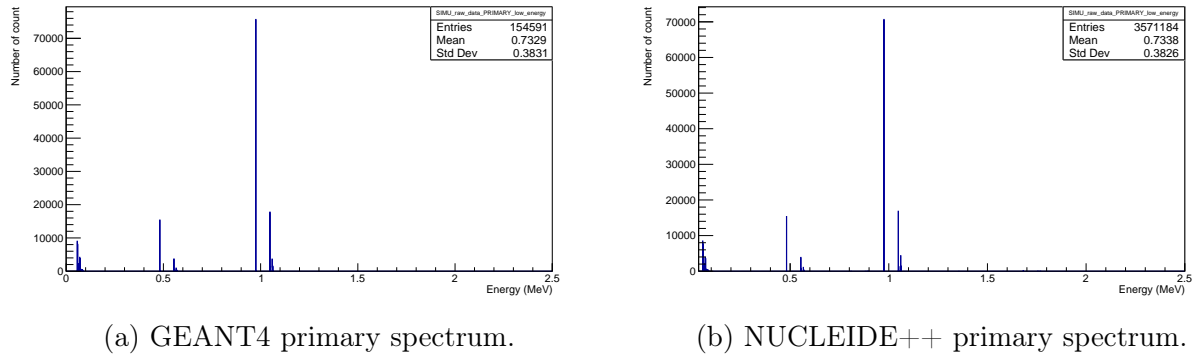 SIMU_raw_data_PRIMARY_low_energy
Entries 154591
Mean 0.7329
Std Dev 0.3831
Number of count
70000
60000
50000
40000
30000
20000
10000
0
0 0.5 1 1.5 2 2.5
Energy (MeV)
(a) GEANT4 primary spectrum.
SIMU_raw_data_PRIMARY_low_energy
Entries 3571184
Mean 0.7338
Std Dev 0.3826
Number of count
70000
60000
50000
40000
30000
20000
10000
0
0.5 1 1.5 2 2.5
Energy (MeV)
(b) NUCLEIDE++ primary spectrum.